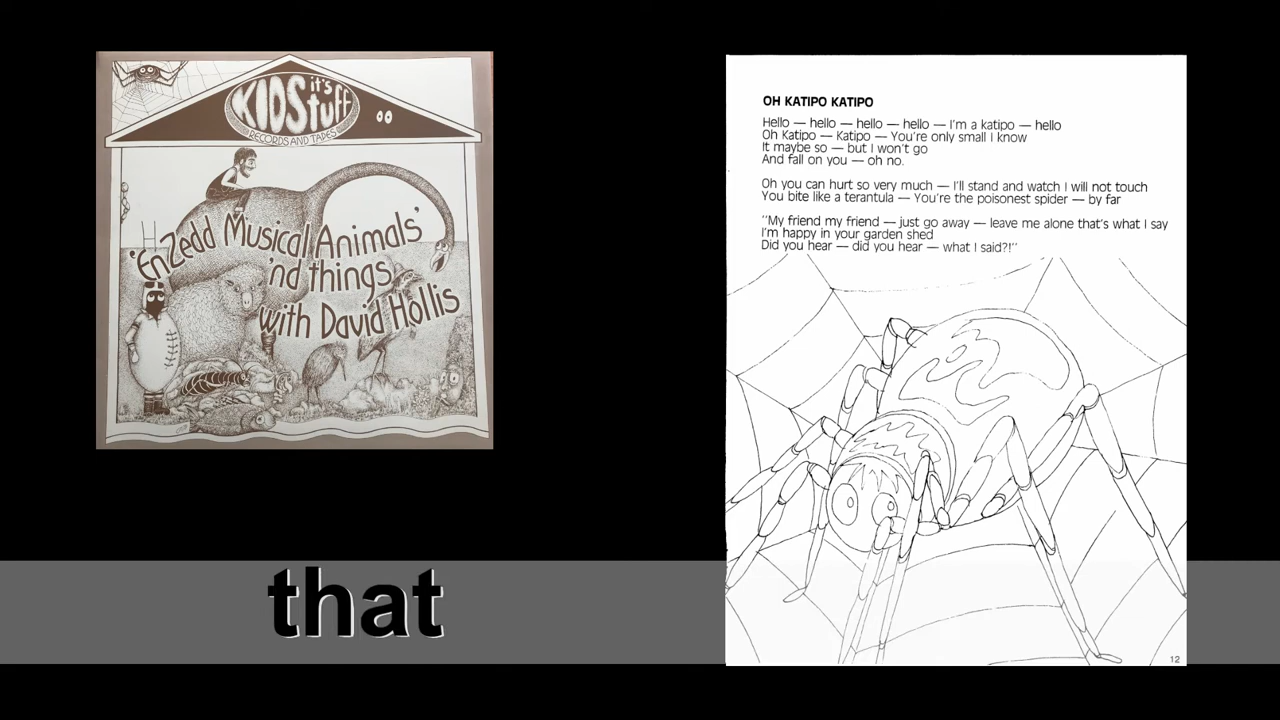 KIDS it's
Stuff
RECORDS AND TAPES
'EnZedd Musical Animals'
'nd things
with David Hollis
OH KATIPO KATIPO
Hello — hello — hello — hello — I'm a katipo — hello
Oh Katipo — Katipo — You're only small I know
It maybe so — but I won't go
And fall on you — oh no.
Oh you can hurt so very much — I'll stand and watch I will not touch
You bite like a terantula — You're the poisonest spider — by far
"My friend my friend — just go away — leave me alone that's what I say
I'm happy in your garden shed
Did you hear — did you hear — what I said?!"
12
that